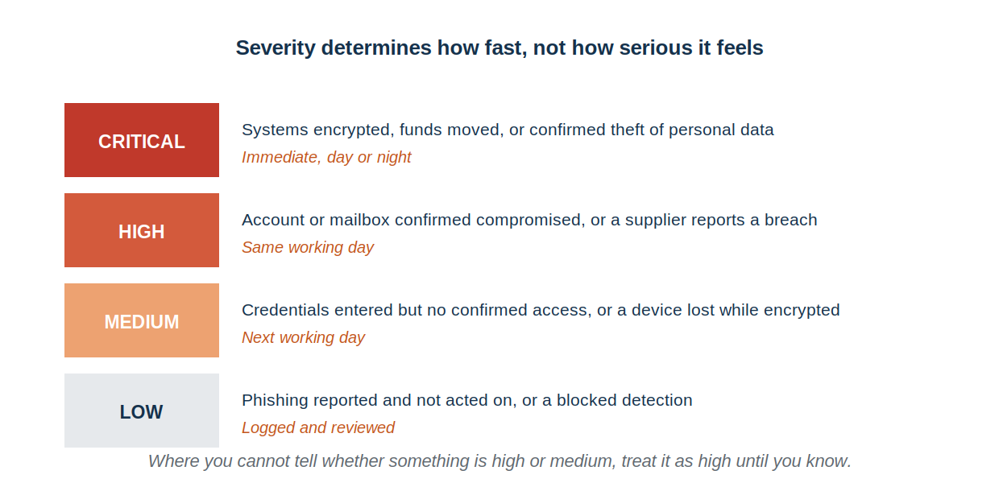 Severity determines how fast, not how serious it feels
CRITICAL
Systems encrypted, funds moved, or confirmed theft of personal data
Immediate, day or night
HIGH
Account or mailbox confirmed compromised, or a supplier reports a breach
Same working day
MEDIUM
Credentials entered but no confirmed access, or a device lost while encrypted
Next working day
LOW
Phishing reported and not acted on, or a blocked detection
Logged and reviewed
Where you cannot tell whether something is high or medium, treat it as high until you know.